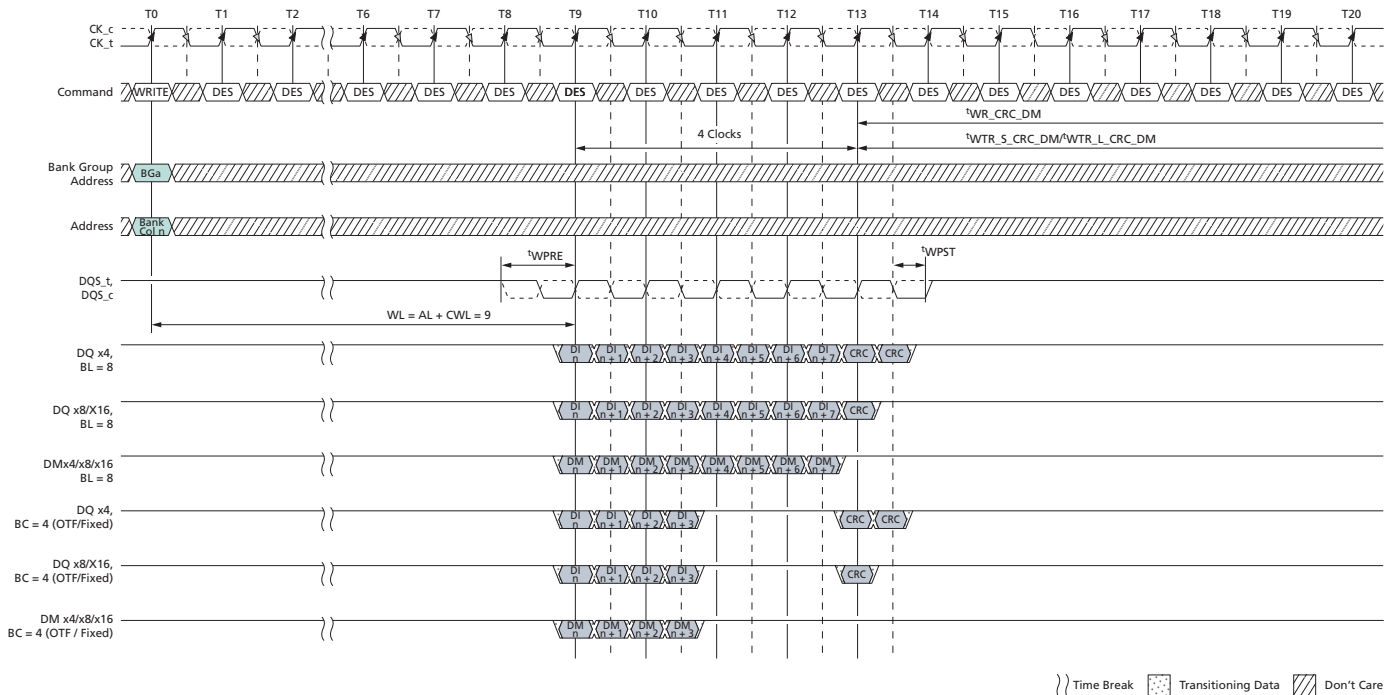 T0 T1 T2 T6 T7 T8 T9 T10 T11 T12 T13 T14 T15 T16 T17 T18 T19 T20
CK_c
CK_t
Command WRITE DES DES DES DES DES DES DES DES DES DES DES DES DES DES DES DES DES
tWR_CRC_DM
4 Clocks
tWTR_S_CRC_DM/tWTR_L_CRC_DM
Bank Group
Address
BGa
Address
Bank
Col n
tWPRE
tWPST
DQS_t,
DQS_c
WL = AL + CWL = 9
DQ x4,
BL = 8
DI n DI n + 1 DI n + 2 DI n + 3 DI n + 4 DI n + 5 DI n + 6 DI n + 7 CRC CRC
DQ x8/X16,
BL = 8
DI n DI n + 1 DI n + 2 DI n + 3 DI n + 4 DI n + 5 DI n + 6 DI n + 7 CRC
DMx4/x8/x16
BL = 8
DM n DM n + 1 DM n + 2 DM n + 3 DM n + 4 DM n + 5 DM n + 6 DM n + 7
DQ x4,
BC = 4 (OTF/Fixed)
DI n DI n + 1 DI n + 2 DI n + 3 CRC CRC
DQ x8/X16,
BC = 4 (OTF/Fixed)
DI n DI n + 1 DI n + 2 DI n + 3 CRC
DM x4/x8/x16
BC = 4 (OTF / Fixed)
DM n DM n + 1 DM n + 2 DM n + 3
Time Break Transitioning Data Don't Care